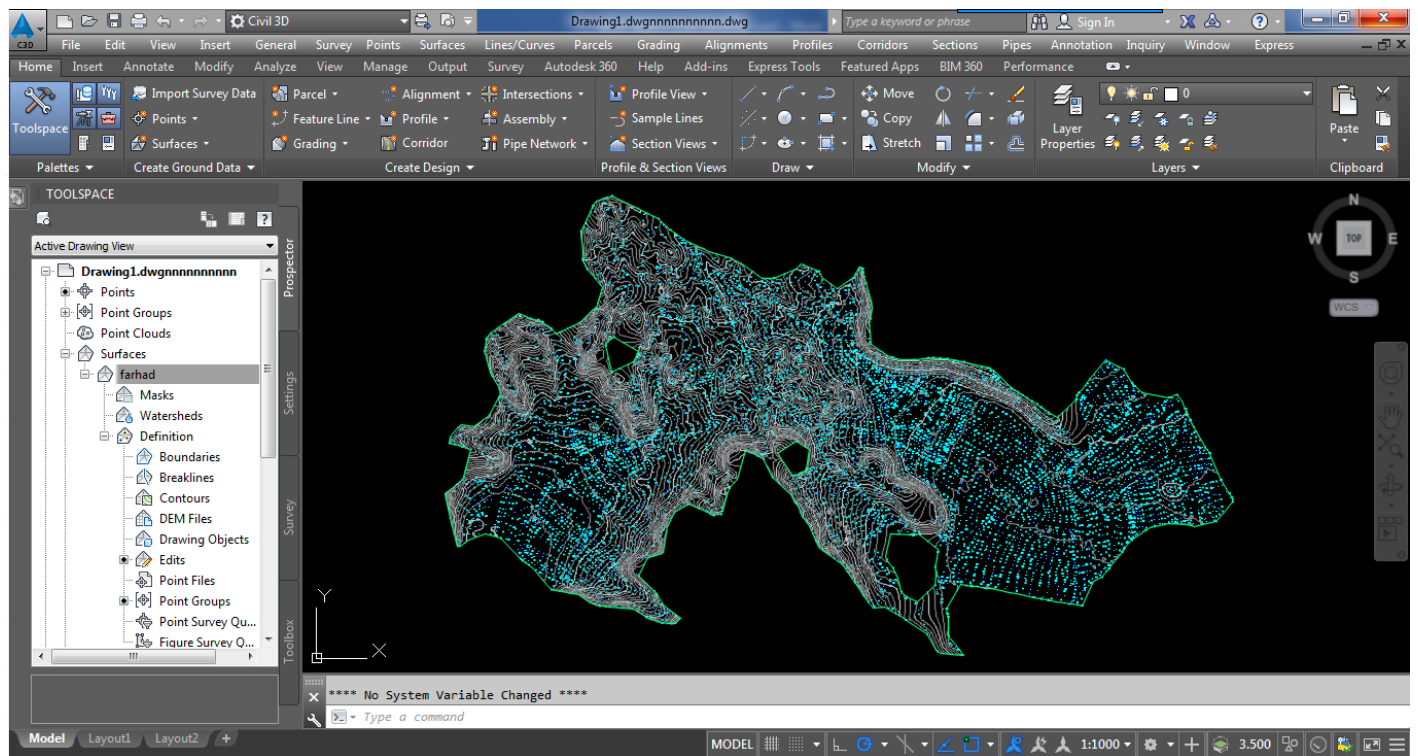 Civil 3D Drawing1.dwgnnnnnnnnnn.dwg Type a keyword or phrase Sign In
C3D File Edit View Insert General Survey Points Surfaces Lines/Curves Parcels Grading Alignments Profiles Corridors Sections Pipes Annotation Inquiry Window Express
Home Insert Annotate Modify Analyze View Manage Output Survey Autodesk 360 Help Add-ins Express Tools Featured Apps BIM 360 Performance
Import Survey Data Parcel Alignment Intersections Profile View Move 0
Toolspace Points Feature Line Profile Assembly Sample Lines Copy Layer Properties Paste
Surfaces Grading Corridor Pipe Network Section Views Stretch
Palettes Create Ground Data Create Design Profile & Section Views Draw Modify Layers Clipboard
TOOLSPACE
Active Drawing View
Drawing1.dwgnnnnnnnnnn
Points
Point Groups
Point Clouds
Surfaces
farhad
Masks
Watersheds
Definition
Boundaries
Breaklines
Contours
DEM Files
Drawing Objects
Edits
Point Files
Point Groups
Point Survey Qu...
Figure Survey Q...
Prospector
Settings
Survey
Toolbox
N
W TOP E
S
WCS
Y
X
**** No System Variable Changed ****
Type a command
Model Layout1 Layout2 + MODEL 1:1000 3.500